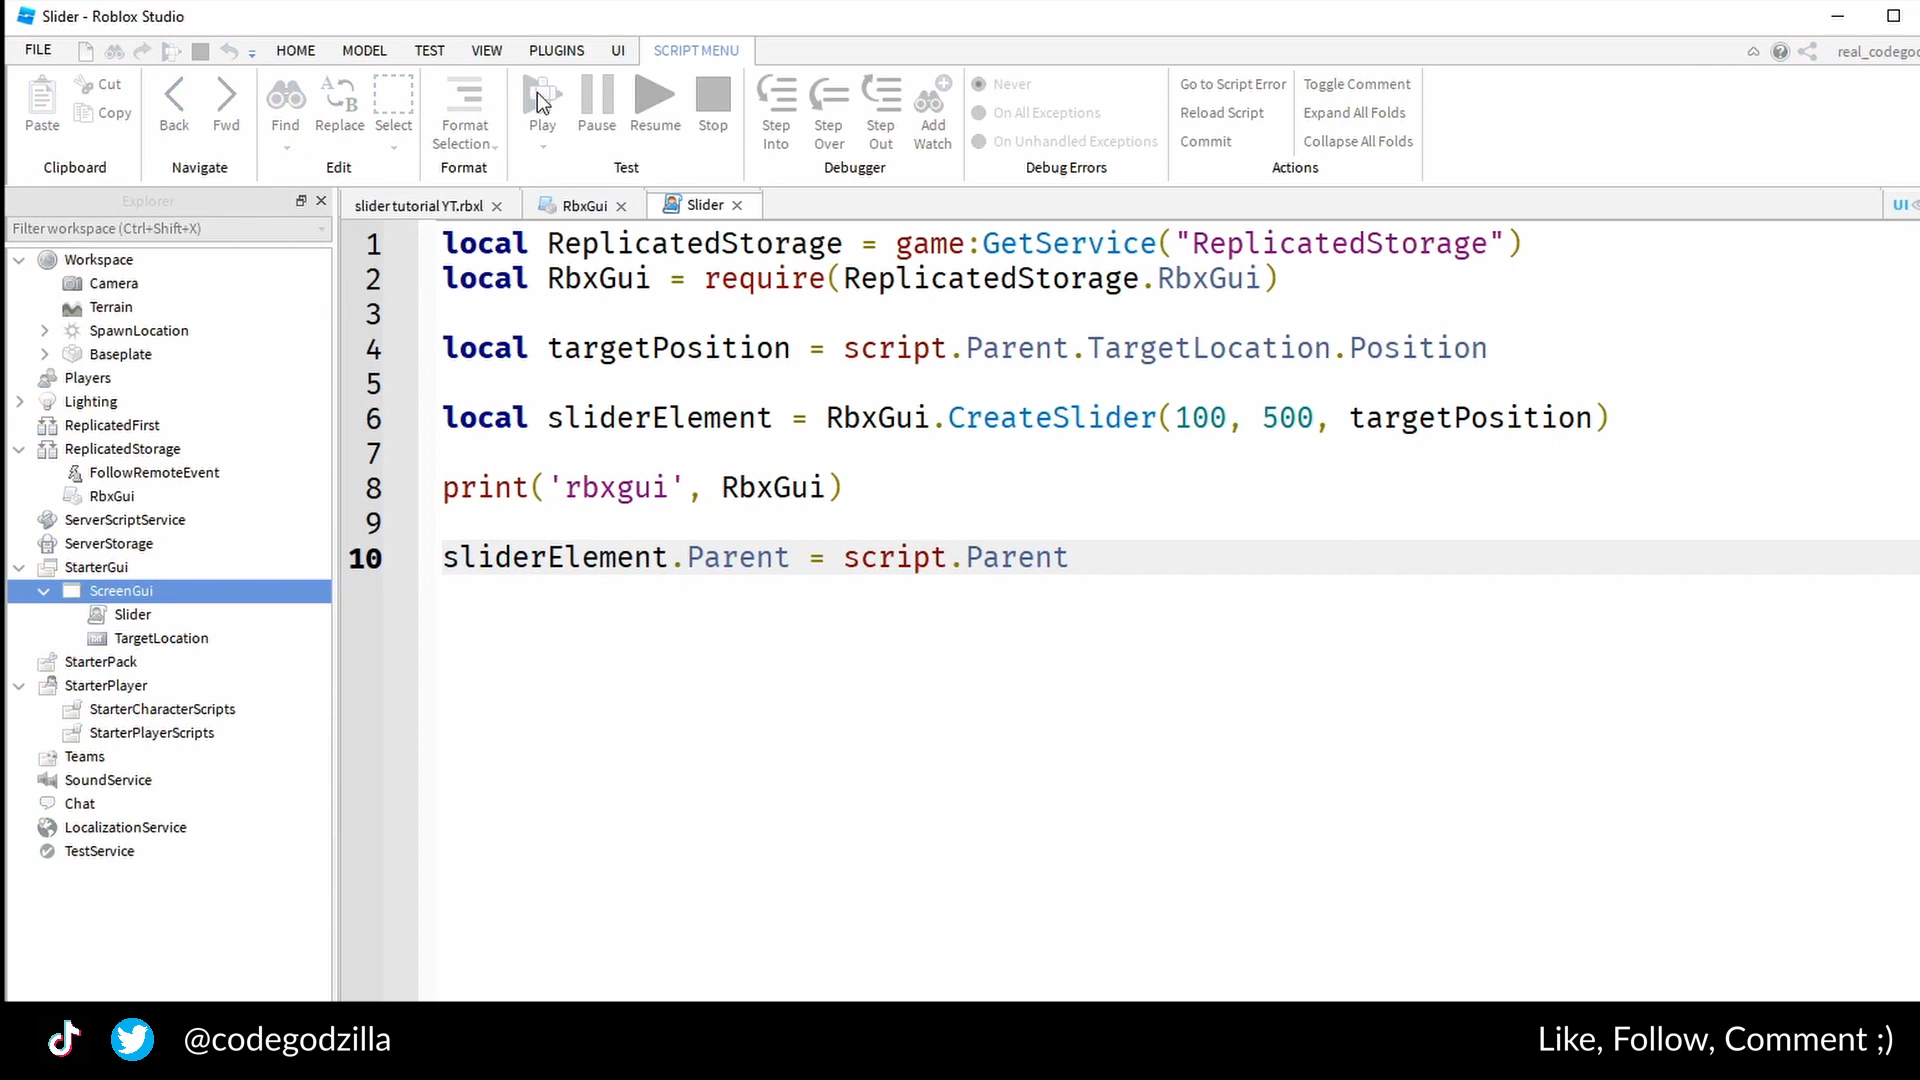 Slider - Roblox Studio
FILE HOME MODEL TEST VIEW PLUGINS UI SCRIPT MENU
real_codegod
Paste Cut Copy Clipboard
Back Fwd Navigate
Find Replace Select Edit
Format Selection Format
Play Pause Resume Stop Test
Step Into Step Over Step Out Add Watch Debugger
Never
On All Exceptions
On Unhandled Exceptions
Debug Errors
Go to Script Error Toggle Comment
Reload Script Expand All Folds
Commit Collapse All Folds
Actions
Explorer
Filter workspace (Ctrl+Shift+X)
Workspace
Camera
Terrain
SpawnLocation
Baseplate
Players
Lighting
ReplicatedFirst
ReplicatedStorage
FollowRemoteEvent
RbxGui
ServerScriptService
ServerStorage
StarterGui
ScreenGui
Slider
TargetLocation
StarterPack
StarterPlayer
StarterCharacterScripts
StarterPlayerScripts
Teams
SoundService
Chat
LocalizationService
TestService
slider tutorial YT.rbxl RbxGui Slider UI
1 local ReplicatedStorage = game:GetService("ReplicatedStorage")
2 local RbxGui = require(ReplicatedStorage.RbxGui)
3
4 local targetPosition = script.Parent.TargetLocation.Position
5
6 local sliderElement = RbxGui.CreateSlider(100, 500, targetPosition)
7
8 print('rbxgui', RbxGui)
9
10 sliderElement.Parent = script.Parent
@codegodzilla
Like, Follow, Comment ;)